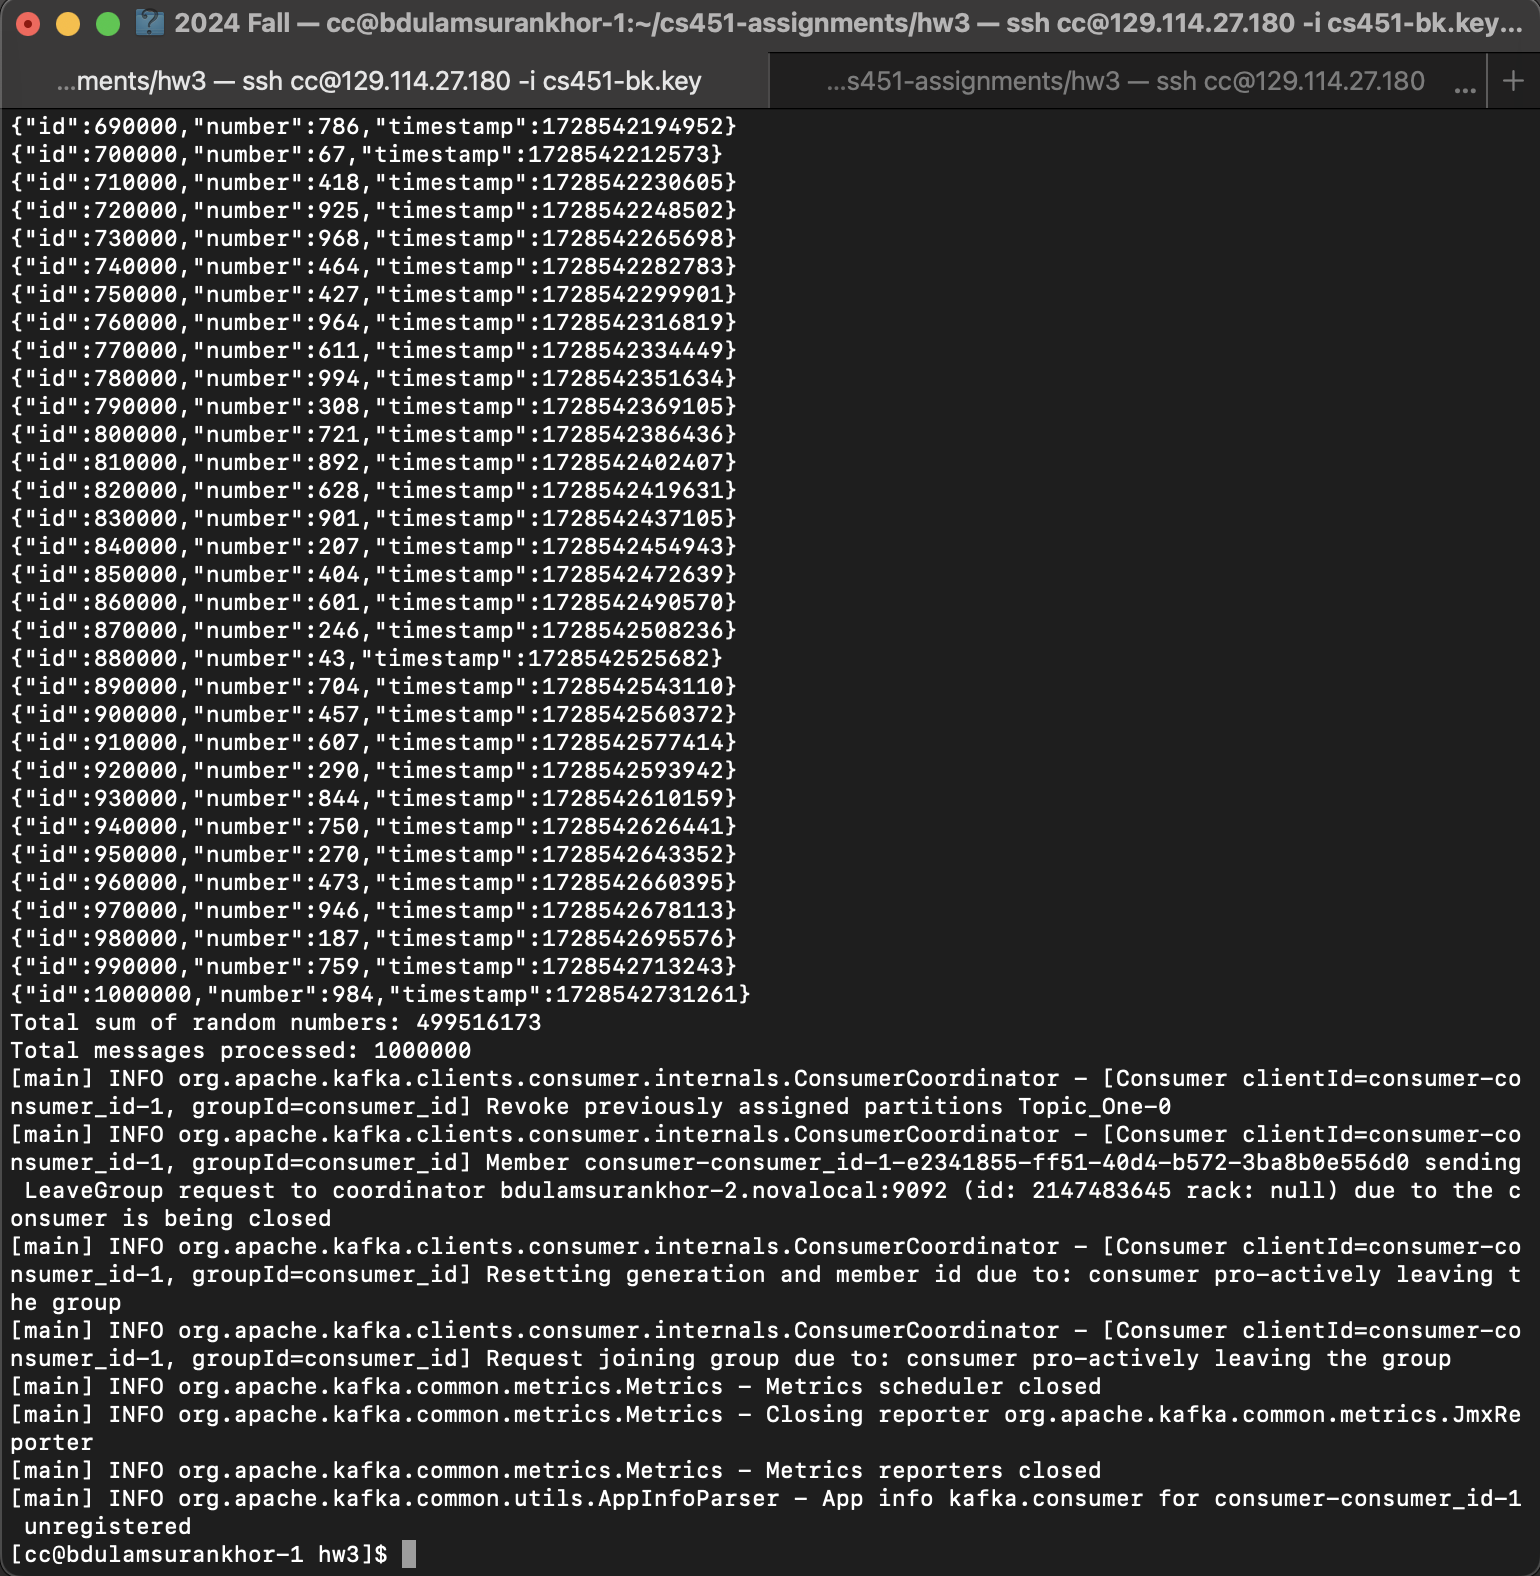 2024 Fall — cc@bdulamsurankhor-1:~/cs451-assignments/hw3 — ssh cc@129.114.27.180 -i cs451-bk.key...
...ments/hw3 — ssh cc@129.114.27.180 -i cs451-bk.key
...s451-assignments/hw3 — ssh cc@129.114.27.180 ... +
{"id":690000,"number":786,"timestamp":1728542194952}
{"id":700000,"number":67,"timestamp":1728542212573}
{"id":710000,"number":418,"timestamp":1728542230605}
{"id":720000,"number":925,"timestamp":1728542248502}
{"id":730000,"number":968,"timestamp":1728542265698}
{"id":740000,"number":464,"timestamp":1728542282783}
{"id":750000,"number":427,"timestamp":1728542299901}
{"id":760000,"number":964,"timestamp":1728542316819}
{"id":770000,"number":611,"timestamp":1728542334449}
{"id":780000,"number":994,"timestamp":1728542351634}
{"id":790000,"number":308,"timestamp":1728542369105}
{"id":800000,"number":721,"timestamp":1728542386436}
{"id":810000,"number":892,"timestamp":1728542402407}
{"id":820000,"number":628,"timestamp":1728542419631}
{"id":830000,"number":901,"timestamp":1728542437105}
{"id":840000,"number":207,"timestamp":1728542454943}
{"id":850000,"number":404,"timestamp":1728542472639}
{"id":860000,"number":601,"timestamp":1728542490570}
{"id":870000,"number":246,"timestamp":1728542508236}
{"id":880000,"number":43,"timestamp":1728542525682}
{"id":890000,"number":704,"timestamp":1728542543110}
{"id":900000,"number":457,"timestamp":1728542560372}
{"id":910000,"number":607,"timestamp":1728542577414}
{"id":920000,"number":290,"timestamp":1728542593942}
{"id":930000,"number":844,"timestamp":1728542610159}
{"id":940000,"number":750,"timestamp":1728542626441}
{"id":950000,"number":270,"timestamp":1728542643352}
{"id":960000,"number":473,"timestamp":1728542660395}
{"id":970000,"number":946,"timestamp":1728542678113}
{"id":980000,"number":187,"timestamp":1728542695576}
{"id":990000,"number":759,"timestamp":1728542713243}
{"id":1000000,"number":984,"timestamp":1728542731261}
Total sum of random numbers: 499516173
Total messages processed: 1000000
[main] INFO org.apache.kafka.clients.consumer.internals.ConsumerCoordinator - [Consumer clientId=consumer-co
nsumer_id-1, groupId=consumer_id] Revoke previously assigned partitions Topic_One-0
[main] INFO org.apache.kafka.clients.consumer.internals.ConsumerCoordinator - [Consumer clientId=consumer-co
nsumer_id-1, groupId=consumer_id] Member consumer-consumer_id-1-e2341855-ff51-40d4-b572-3ba8b0e556d0 sending
 LeaveGroup request to coordinator bdulamsurankhor-2.novalocal:9092 (id: 2147483645 rack: null) due to the c
onsumer is being closed
[main] INFO org.apache.kafka.clients.consumer.internals.ConsumerCoordinator - [Consumer clientId=consumer-co
nsumer_id-1, groupId=consumer_id] Resetting generation and member id due to: consumer pro-actively leaving t
he group
[main] INFO org.apache.kafka.clients.consumer.internals.ConsumerCoordinator - [Consumer clientId=consumer-co
nsumer_id-1, groupId=consumer_id] Request joining group due to: consumer pro-actively leaving the group
[main] INFO org.apache.kafka.common.metrics.Metrics - Metrics scheduler closed
[main] INFO org.apache.kafka.common.metrics.Metrics - Closing reporter org.apache.kafka.common.metrics.JmxRe
porter
[main] INFO org.apache.kafka.common.metrics.Metrics - Metrics reporters closed
[main] INFO org.apache.kafka.common.utils.AppInfoParser - App info kafka.consumer for consumer-consumer_id-1
 unregistered
[cc@bdulamsurankhor-1 hw3]$